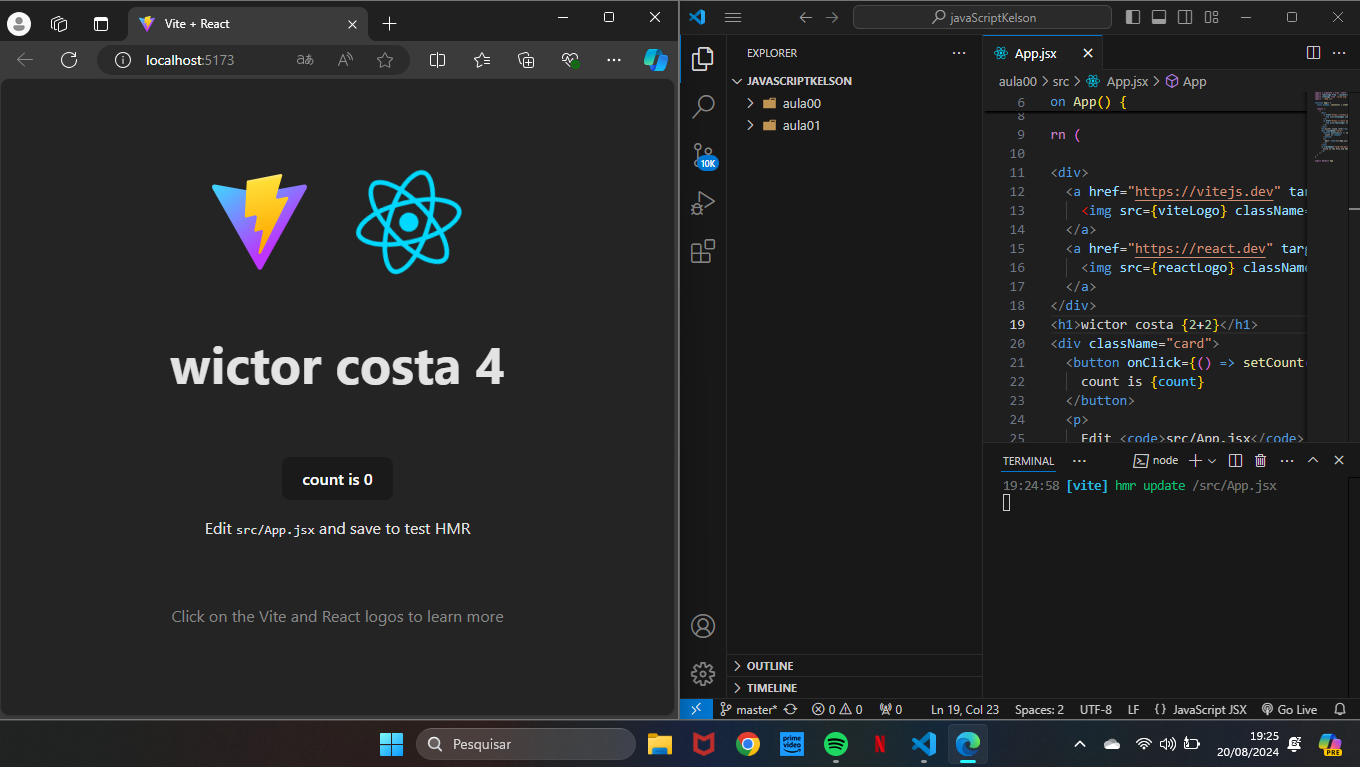 Vite + React
localhost:5173
wictor costa 4
count is 0
Edit src/App.jsx and save to test HMR
Click on the Vite and React logos to learn more
javaScriptKelson
EXPLORER
JAVASCRIPTKELSON
aula00
aula01
10K
OUTLINE
TIMELINE
App.jsx
aula00 > src > App.jsx > App
6 on App() {
8
9 rn (
10
11 <div>
12 <a href="https://vitejs.dev" tar
13 <img src={viteLogo} className=
14 </a>
15 <a href="https://react.dev" targ
16 <img src={reactLogo} classNam
17 </a>
18 </div>
19 <h1>wictor costa {2+2}</h1>
20 <div className="card">
21 <button onClick={() => setCount(
22 count is {count}
23 </button>
24 <p>
25 Edit <code>src/App.jsx</code>
TERMINAL
node
19:24:58 [vite] hmr update /src/App.jsx
master* 0 0 0 Ln 19, Col 23 Spaces: 2 UTF-8 LF {} JavaScript JSX Go Live
Pesquisar
prime video
19:25
20/08/2024
PRE